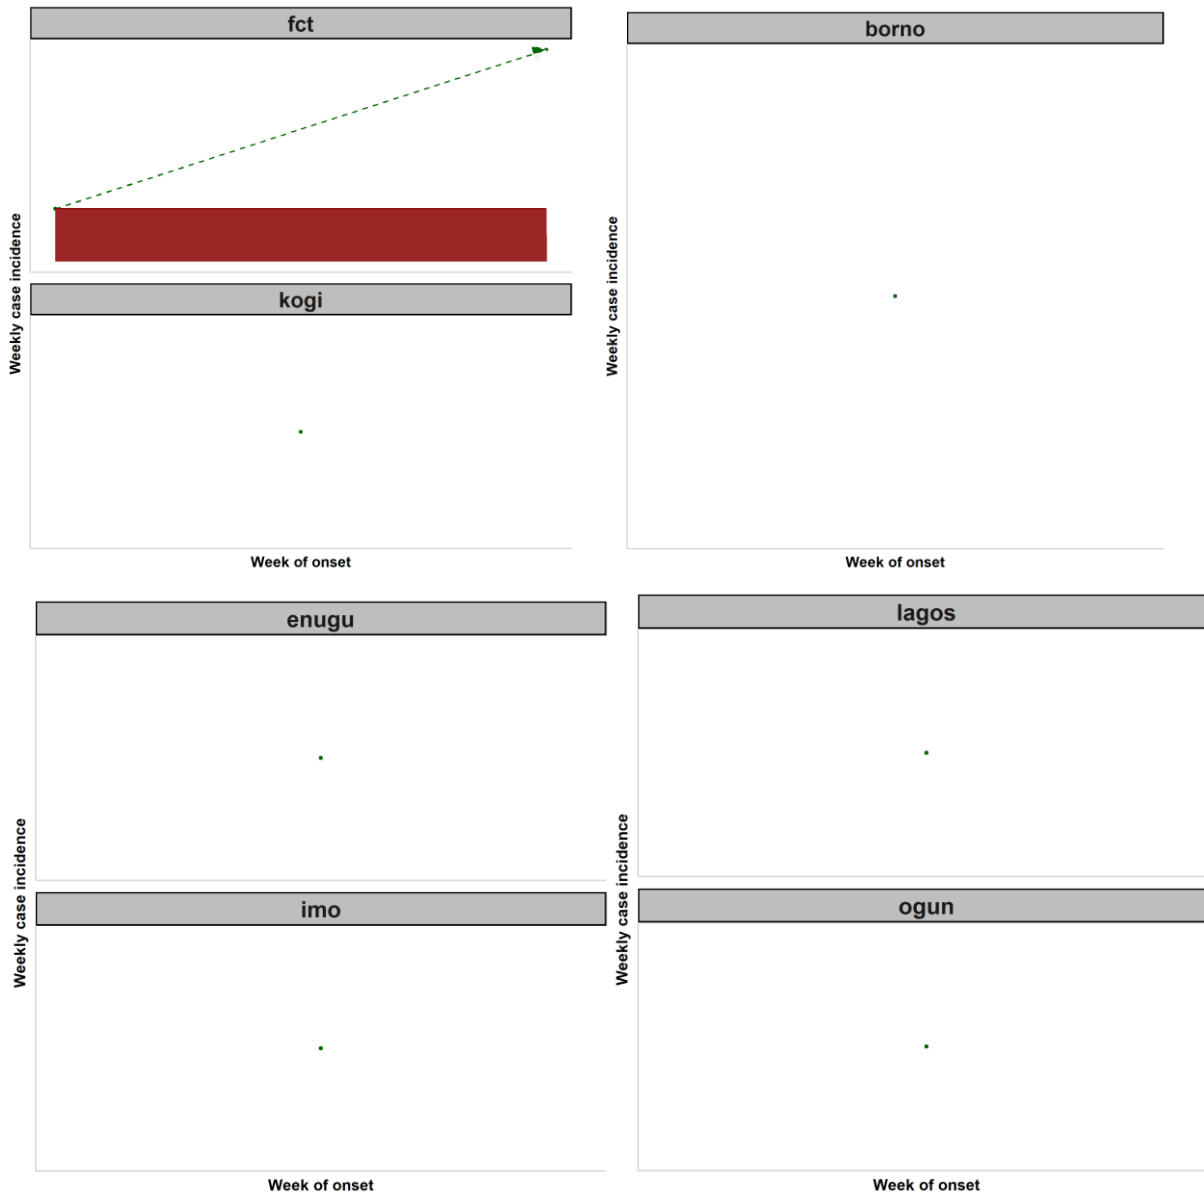 fct
Weekly case incidence
kogi
Week of onset
borno
Weekly case incidence
Week of onset
enugu
Weekly case incidence
imo
Week of onset
lagos
Weekly case incidence
ogun
Week of onset